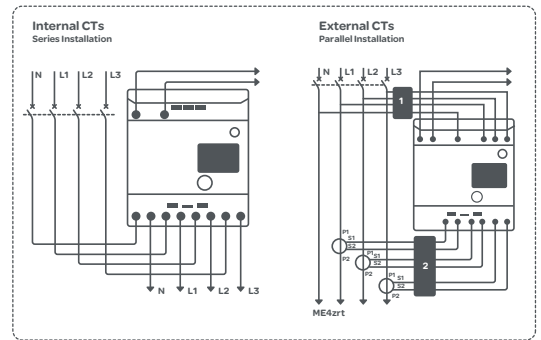 Internal CTs
Series Installation
N L1 L2 L3
N L1 L2 L3
External CTs
Parallel Installation
N L1 L2 L3
1
P1
S1
S2
P2
P1
S1
S2
P2
P1
S1
S2
P2
2
ME4zrt